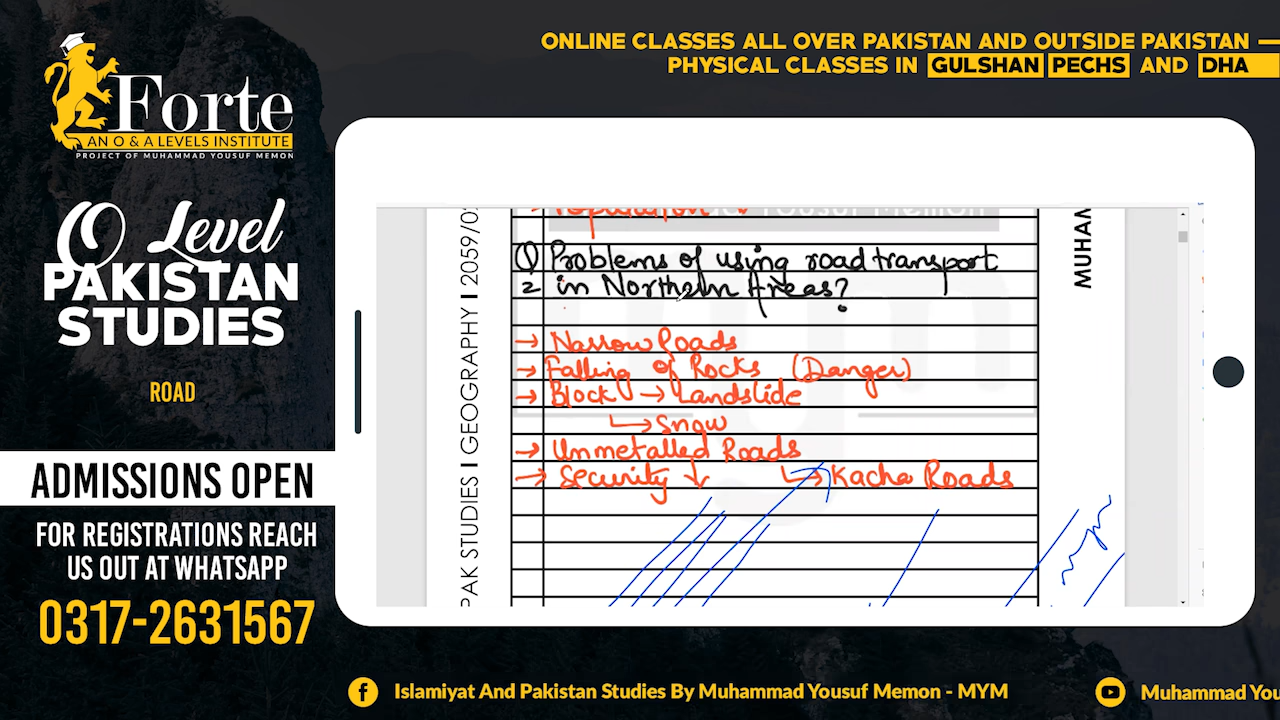 Forte
AN O & A LEVELS INSTITUTE
PROJECT OF MUHAMMAD YOUSUF MEMON
O Level
PAKISTAN
STUDIES
ROAD
ADMISSIONS OPEN
FOR REGISTRATIONS REACH
US OUT AT WHATSAPP
0317-2631567
ONLINE CLASSES ALL OVER PAKISTAN AND OUTSIDE PAKISTAN —
PHYSICAL CLASSES IN GULSHAN PECHS AND DHA
PAK STUDIES I GEOGRAPHY I 2059/0
MUHAM
→ Population
Yousuf Memon
Q Problems of using road transport
2 in Northern Areas?
→ Narrow Roads
→ Falling of Rocks (Danger)
→ Block → Landslide
↳ Snow
→ Unmetalled Roads
→ Security ↓ ↳ Kacha Roads
mym
Islamiyat And Pakistan Studies By Muhammad Yousuf Memon - MYM
Muhammad You